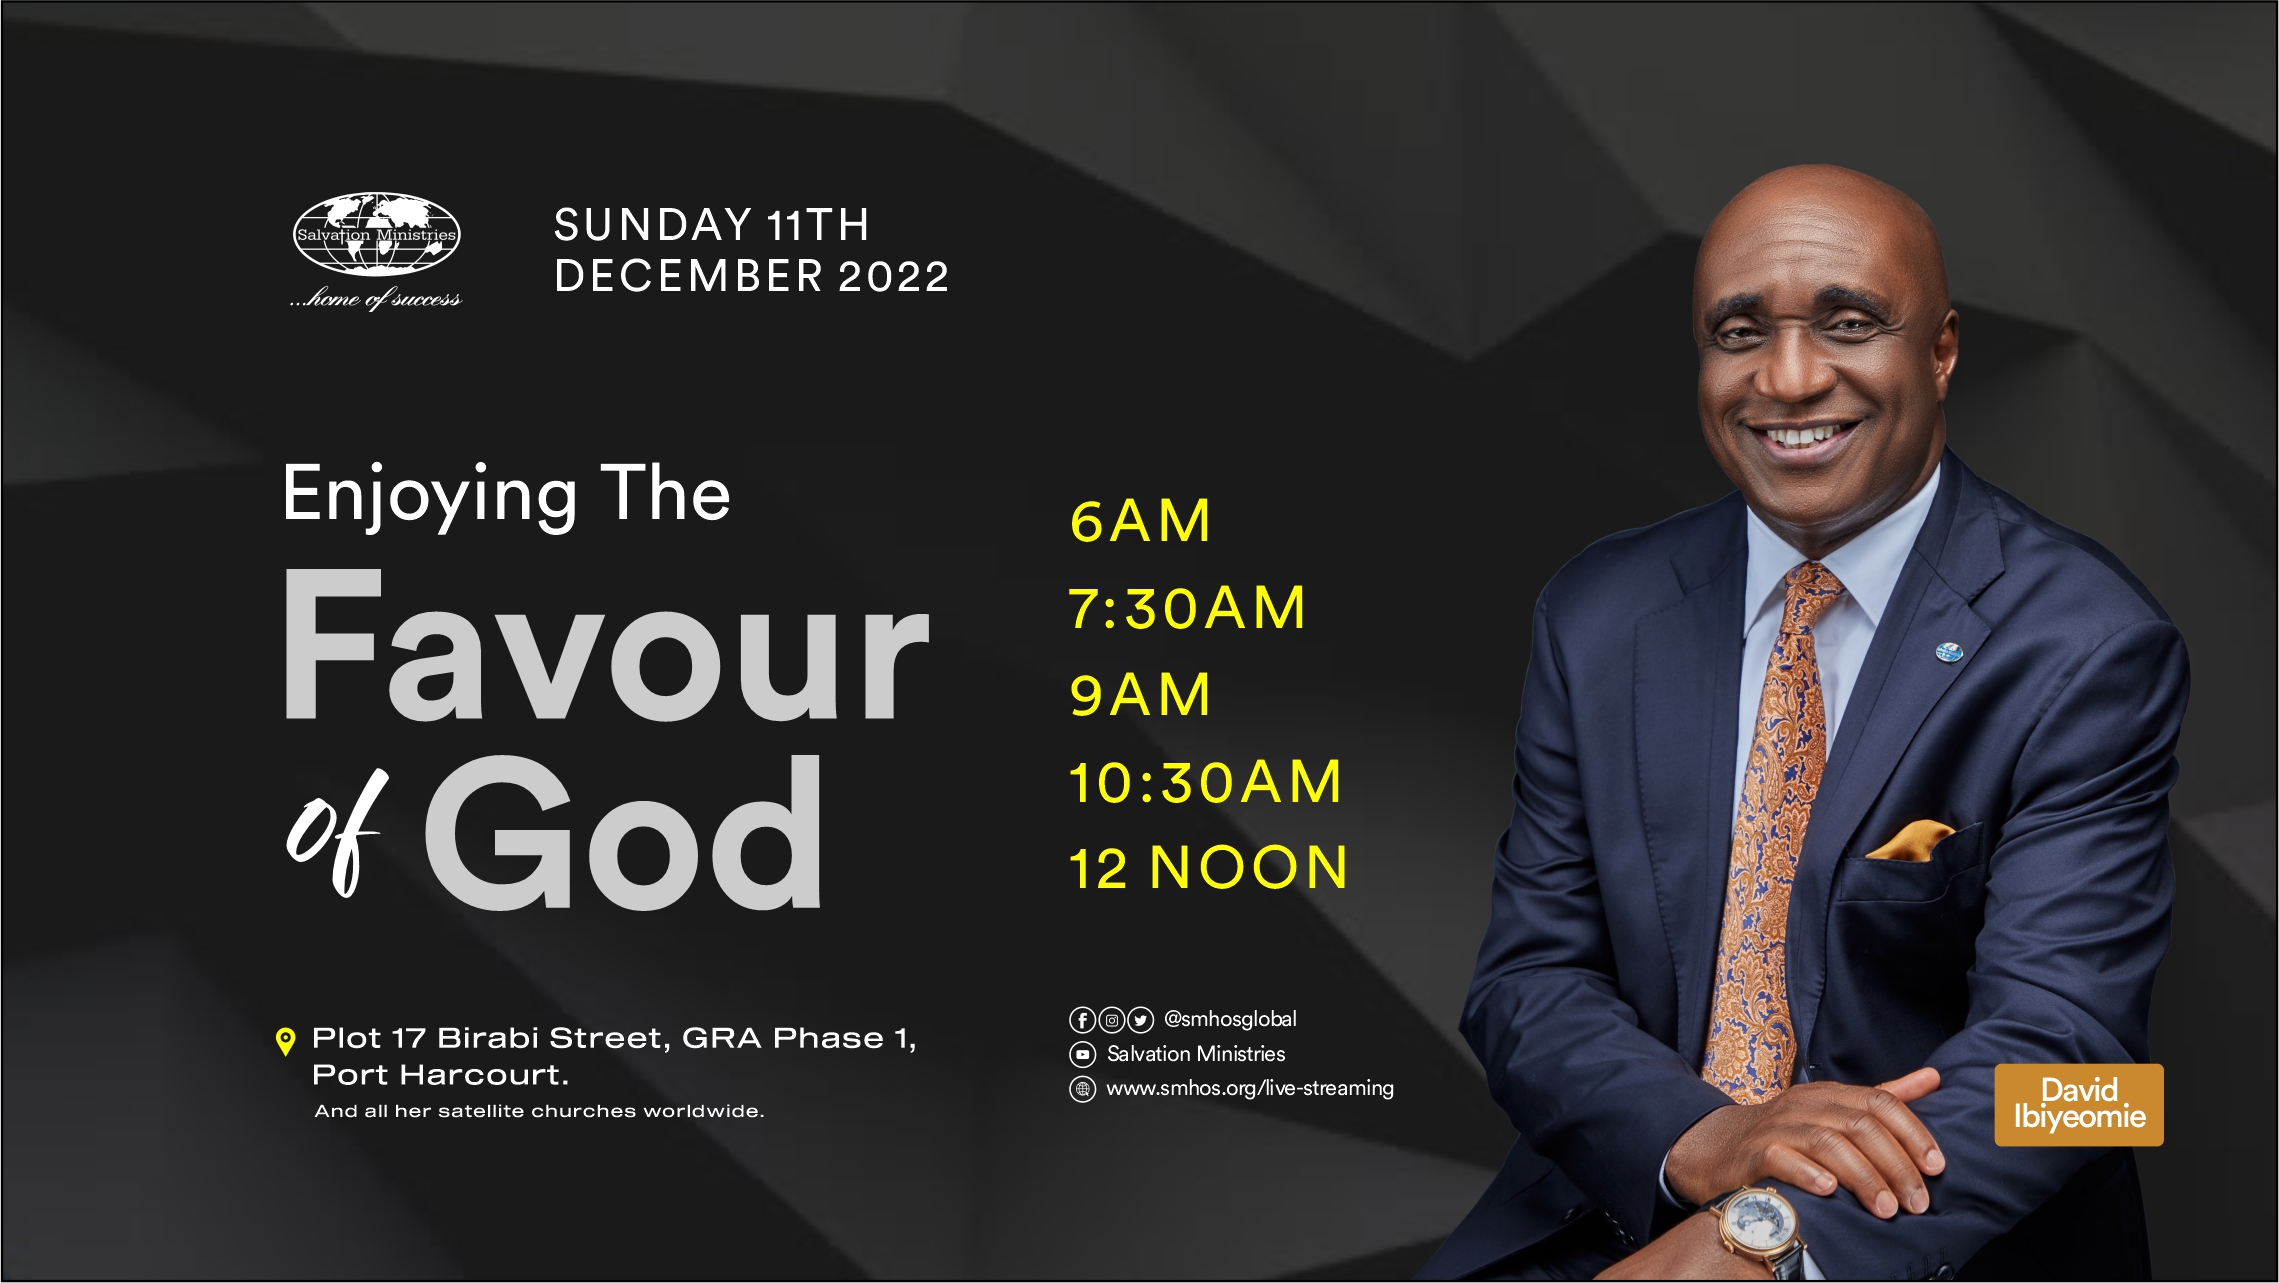 Salvation Ministries
...home of success
SUNDAY 11TH
DECEMBER 2022
Enjoying The
Favour
of God
6AM
7:30AM
9AM
10:30AM
12 NOON
Plot 17 Birabi Street, GRA Phase 1,
Port Harcourt.
And all her satellite churches worldwide.
@smhosglobal
Salvation Ministries
www.smhos.org/live-streaming
David
Ibiyeomie